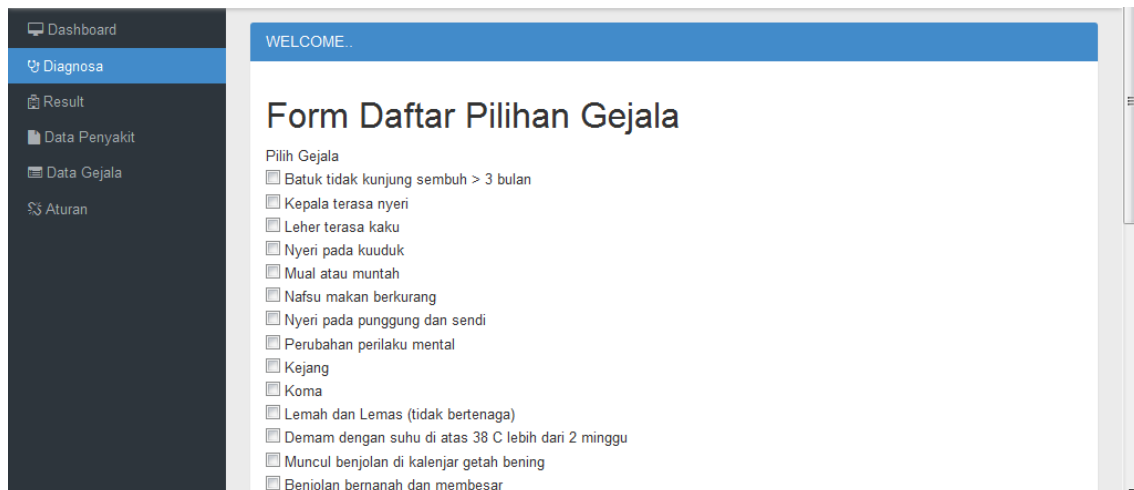 Dashboard
Diagnosa
Result
Data Penyakit
Data Gejala
Aturan
WELCOME..
Form Daftar Pilihan Gejala
Pilih Gejala
Batuk tidak kunjung sembuh > 3 bulan
Kepala terasa nyeri
Leher terasa kaku
Nyeri pada kuuduk
Mual atau muntah
Nafsu makan berkurang
Nyeri pada punggung dan sendi
Perubahan perilaku mental
Kejang
Koma
Lemah dan Lemas (tidak bertenaga)
Demam dengan suhu di atas 38 C lebih dari 2 minggu
Muncul benjolan di kalenjar getah bening
Benjolan bernanah dan membesar